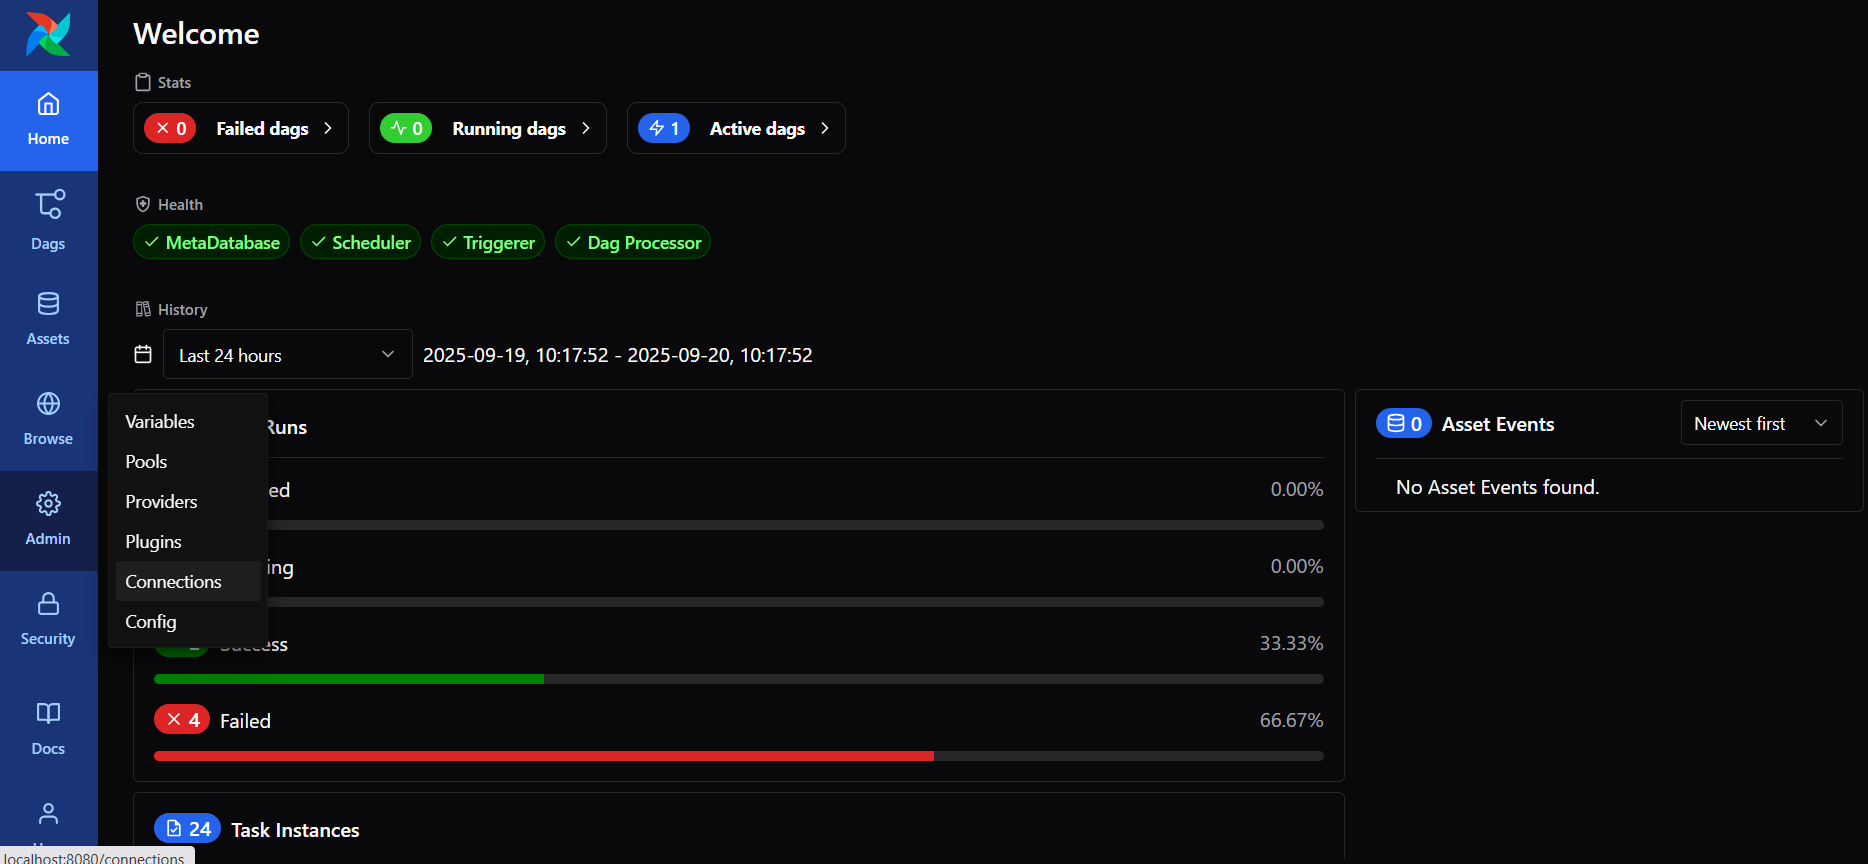 Welcome
Stats
0 Failed dags
0 Running dags
1 Active dags
Health
MetaDatabase
Scheduler
Triggerer
Dag Processor
History
Last 24 hours
2025-09-19, 10:17:52 - 2025-09-20, 10:17:52
Home
Dags
Assets
Browse
Admin
Security
Docs
Variables
Pools
Providers
Plugins
Connections
Config
Runs
ed
0.00%
ing
0.00%
Success
33.33%
4 Failed
66.67%
24 Task Instances
0 Asset Events
Newest first
No Asset Events found.
localhost:8080/connections